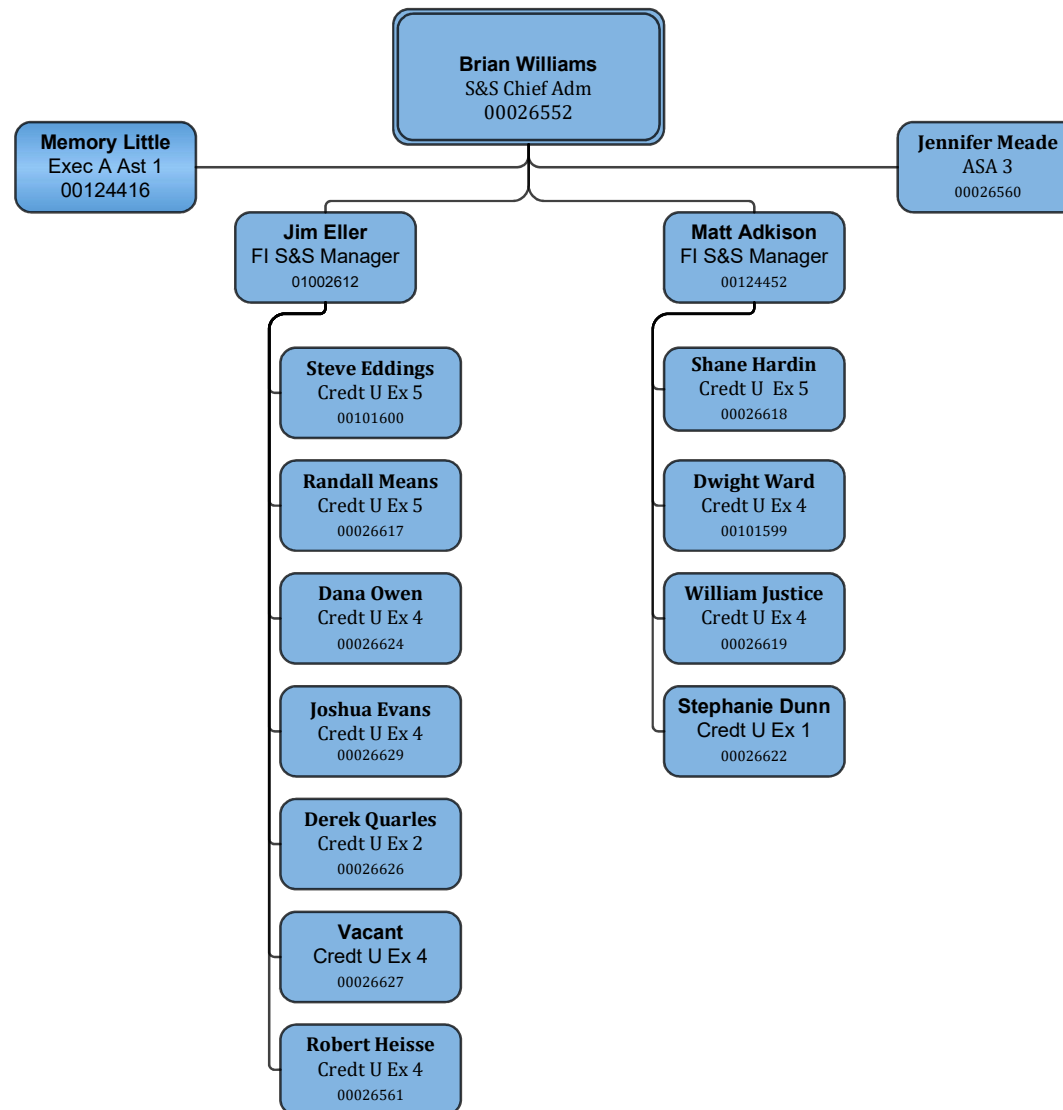 Brian Williams
S&S Chief Adm
00026552
Memory Little
Exec A Ast 1
00124416
Jennifer Meade
ASA 3
00026560
Jim Eller
FI S&S Manager
01002612
Matt Adkison
FI S&S Manager
00124452
Steve Eddings
Credt U Ex 5
00101600
Randall Means
Credt U Ex 5
00026617
Dana Owen
Credt U Ex 4
00026624
Joshua Evans
Credt U Ex 4
00026629
Derek Quarles
Credt U Ex 2
00026626
Vacant
Credt U Ex 4
00026627
Robert Heisse
Credt U Ex 4
00026561
Shane Hardin
Credt U  Ex 5
00026618
Dwight Ward
Credt U Ex 4
00101599
William Justice
Credt U Ex 4
00026619
Stephanie Dunn
Credt U Ex 1
00026622